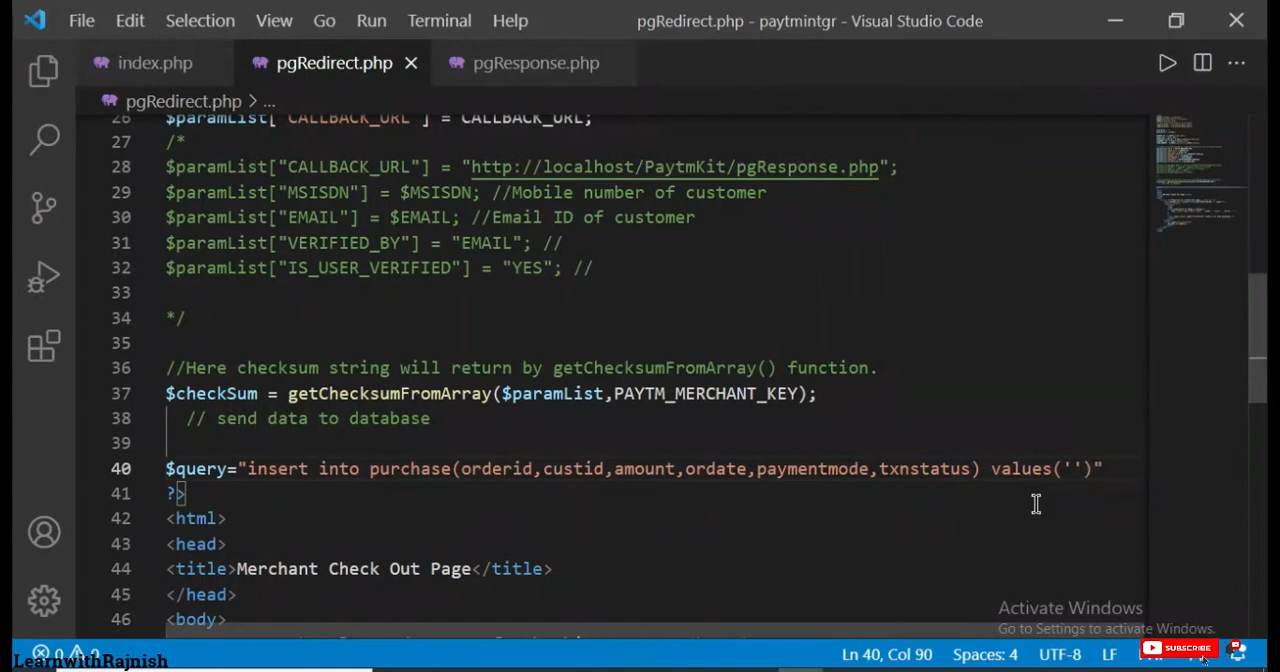 File Edit Selection View Go Run Terminal Help pgRedirect.php - paytmintgr - Visual Studio Code
index.php pgRedirect.php pgResponse.php
pgRedirect.php > ...
26 $paramList["CALLBACK_URL"] = CALLBACK_URL;
27 /*
28 $paramList["CALLBACK_URL"] = "http://localhost/PaytmKit/pgResponse.php";
29 $paramList["MSISDN"] = $MSISDN; //Mobile number of customer
30 $paramList["EMAIL"] = $EMAIL; //Email ID of customer
31 $paramList["VERIFIED_BY"] = "EMAIL"; //
32 $paramList["IS_USER_VERIFIED"] = "YES"; //
33
34 */
35
36 //Here checksum string will return by getChecksumFromArray() function.
37 $checkSum = getChecksumFromArray($paramList,PAYTM_MERCHANT_KEY);
38 // send data to database
39
40 $query="insert into purchase(orderid,custid,amount,ordate,paymentmode,txnstatus) values('')"
41 ?>
42 <html>
43 <head>
44 <title>Merchant Check Out Page</title>
45 </head>
46 <body>
Activate Windows
Go to Settings to activate Windows.
Ln 40, Col 90 Spaces: 4 UTF-8 LF
SUBSCRIBE
LearnwithRajnish